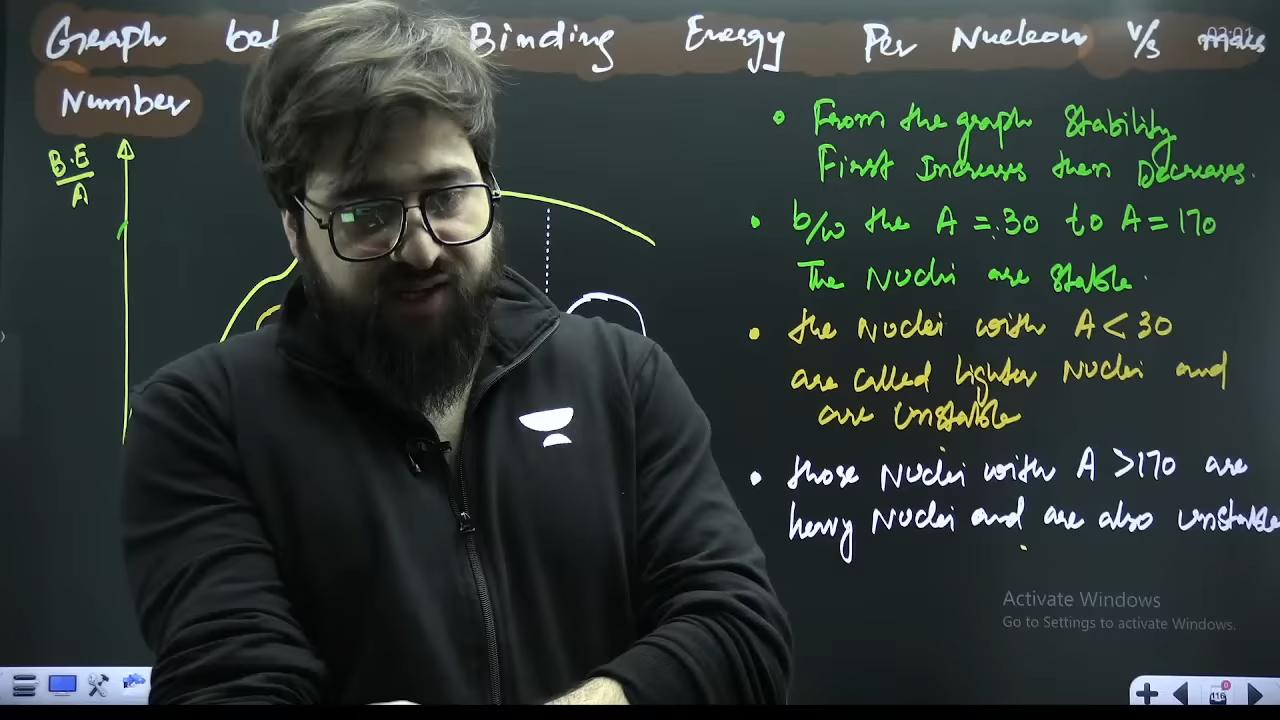 Graph bet Binding Energy Per Nucleon v/s mass
Number
B.E
A
• From the graph Stability
First Increases then Decreases.
• b/w the A = 30 to A = 170
The Nuclei are stable.
• the Nuclei with A < 30
are called lighter Nuclei and
are unstable
• those Nuclei with A >170 are
heavy Nuclei and are also unstable
Activate Windows
Go to Settings to activate Windows.
116